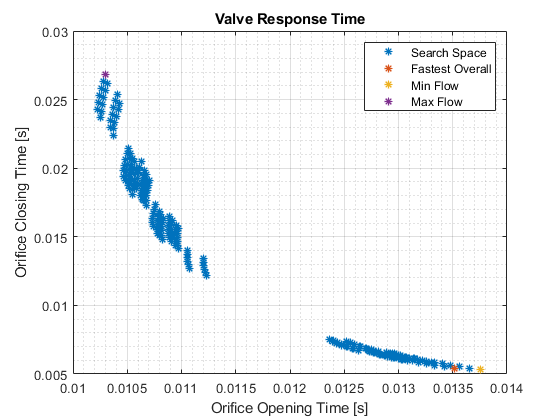 Valve Response Time
0.03
0.025
0.02
0.015
0.01
0.005
Orifice Closing Time [s]
Search Space
Fastest Overall
Min Flow
Max Flow
0.01 0.0105 0.011 0.0115 0.012 0.0125 0.013 0.0135 0.014
Orifice Opening Time [s]